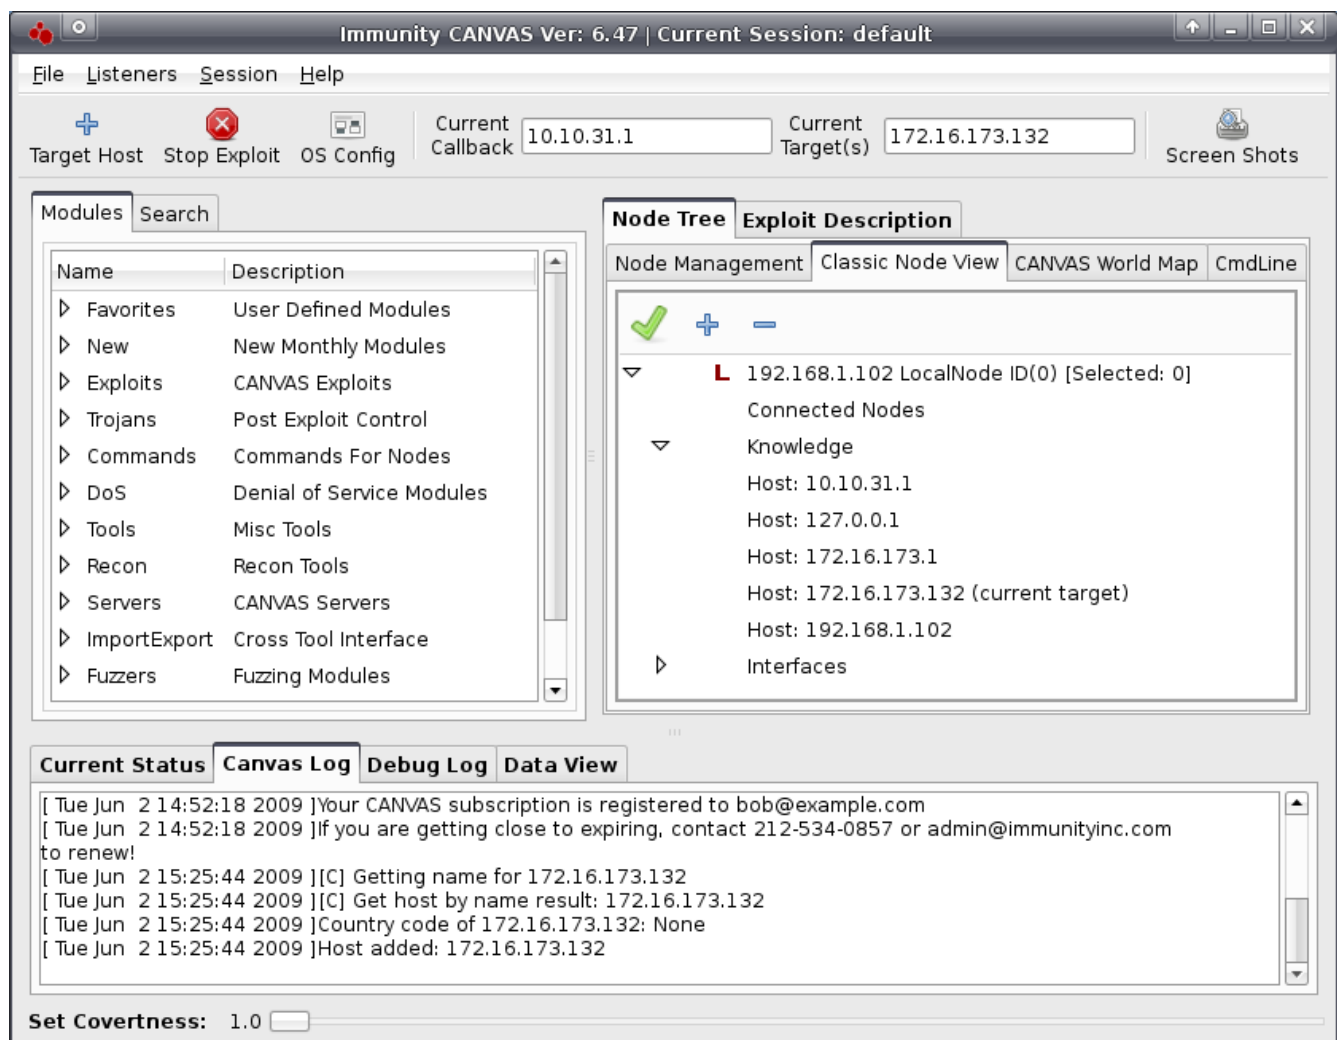 Immunity CANVAS Ver: 6.47 | Current Session: default
File Listeners Session Help
Target Host Stop Exploit OS Config Current Callback 10.10.31.1 Current Target(s) 172.16.173.132 Screen Shots
Modules Search
Name Description
Favorites User Defined Modules
New New Monthly Modules
Exploits CANVAS Exploits
Trojans Post Exploit Control
Commands Commands For Nodes
DoS Denial of Service Modules
Tools Misc Tools
Recon Recon Tools
Servers CANVAS Servers
ImportExport Cross Tool Interface
Fuzzers Fuzzing Modules
Node Tree Exploit Description
Node Management Classic Node View CANVAS World Map CmdLine
L 192.168.1.102 LocalNode ID(0) [Selected: 0]
Connected Nodes
Knowledge
Host: 10.10.31.1
Host: 127.0.0.1
Host: 172.16.173.1
Host: 172.16.173.132 (current target)
Host: 192.168.1.102
Interfaces
Current Status Canvas Log Debug Log Data View
[ Tue Jun  2 14:52:18 2009 ]Your CANVAS subscription is registered to bob@example.com
[ Tue Jun  2 14:52:18 2009 ]If you are getting close to expiring, contact 212-534-0857 or admin@immunityinc.com
to renew!
[ Tue Jun  2 15:25:44 2009 ][C] Getting name for 172.16.173.132
[ Tue Jun  2 15:25:44 2009 ][C] Get host by name result: 172.16.173.132
[ Tue Jun  2 15:25:44 2009 ]Country code of 172.16.173.132: None
[ Tue Jun  2 15:25:44 2009 ]Host added: 172.16.173.132
Set Covertness: 1.0